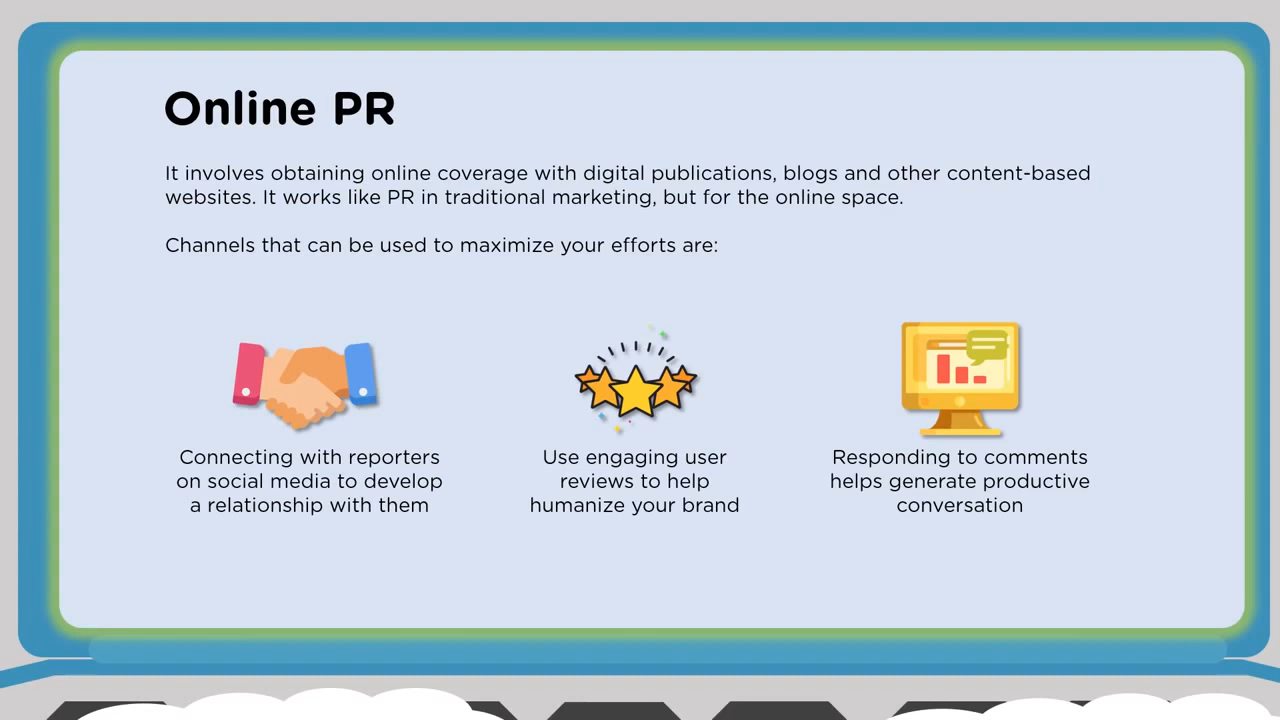 Online PR
It involves obtaining online coverage with digital publications, blogs and other content-based
websites. It works like PR in traditional marketing, but for the online space.
Channels that can be used to maximize your efforts are:
Connecting with reporters
on social media to develop
a relationship with them
Use engaging user
reviews to help
humanize your brand
Responding to comments
helps generate productive
conversation